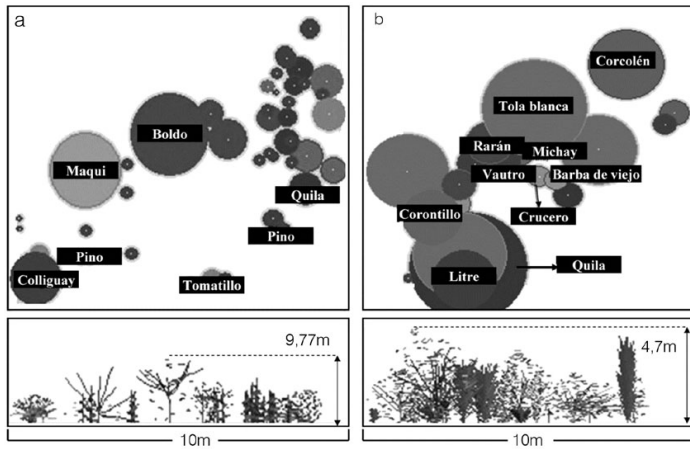 a
Boldo
Maqui
Quila
Pino
Pino
Colliguay
Tomatillo
9,77m
10m
b
Corcolén
Tola blanca
Rarán
Michay
Vautro
Barba de viejo
Corontillo
Crucero
Quila
Litre
4,7m
10m